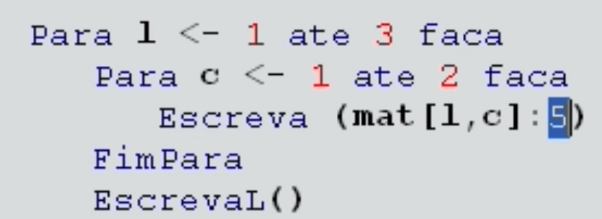 Para l <- 1 ate 3 faca
Para c <- 1 ate 2 faca
Escreva (mat[l,c]:5)
FimPara
EscrevaL()